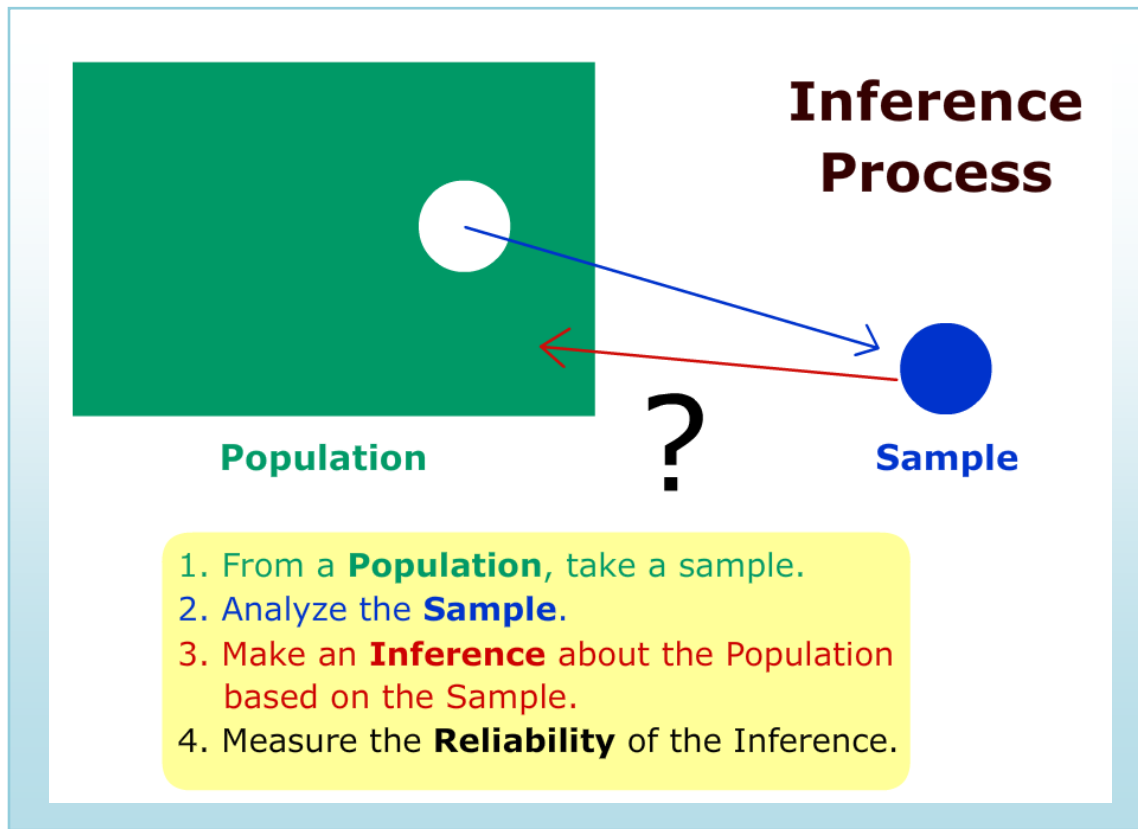 Inference
Process
?
Population
Sample
1. From a Population, take a sample.
2. Analyze the Sample.
3. Make an Inference about the Population
based on the Sample.
4. Measure the Reliability of the Inference.